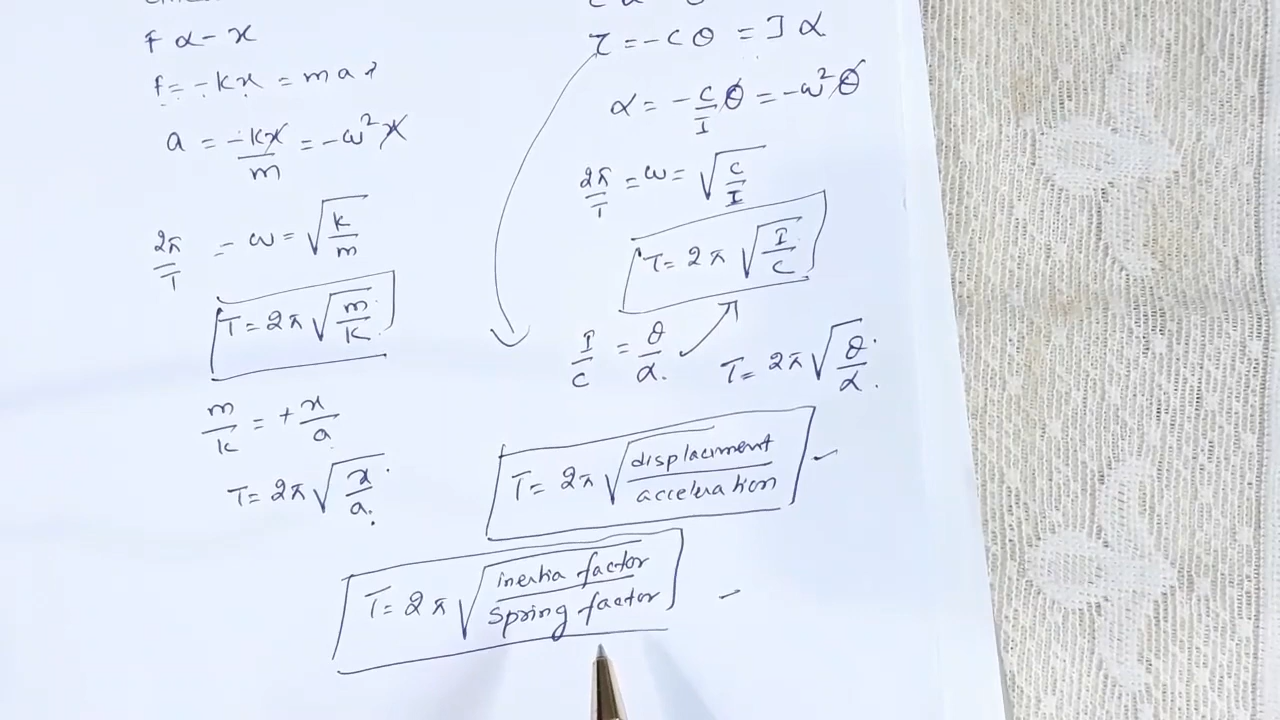 F α - x
f = - kx = ma
a = -kx/m = -ω²x
2π/T = ω = √(k/m)
T = 2π √(m/k)
m/k = + x/a
T = 2π √(x/a)
τ = - cθ = I α
α = - c/I θ = -ω²θ
2π/T = ω = √(c/I)
T = 2π √(I/c)
I/c = θ/α
T = 2π √(θ/α)
T = 2π √(displacement/acceleration)
T = 2π √(inertia factor/spring factor)